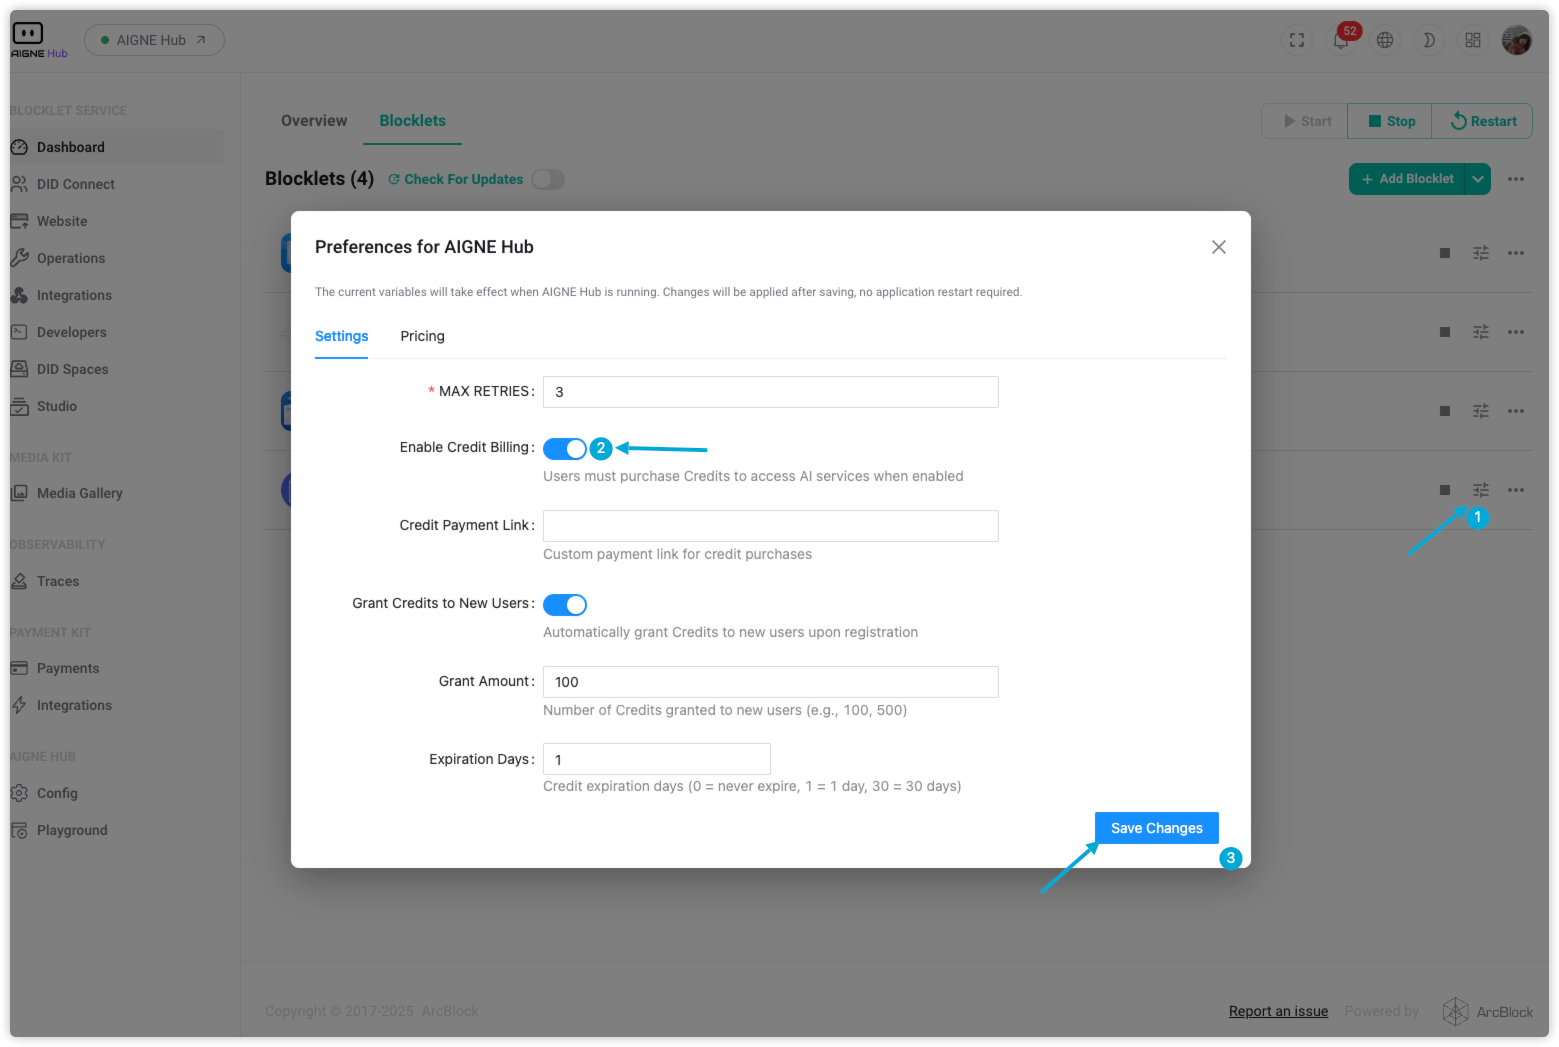 AIGNE Hub
AIGNE Hub
52
BLOCKLET SERVICE
Dashboard
DID Connect
Website
Operations
Integrations
Developers
DID Spaces
Studio
MEDIA KIT
Media Gallery
OBSERVABILITY
Traces
PAYMENT KIT
Payments
Integrations
AIGNE HUB
Config
Playground
Overview
Blocklets
Start
Stop
Restart
Blocklets (4)
Check For Updates
+ Add Blocklet
Preferences for AIGNE Hub
The current variables will take effect when AIGNE Hub is running. Changes will be applied after saving, no application restart required.
Settings
Pricing
* MAX RETRIES: 3
Enable Credit Billing: 2
Users must purchase Credits to access AI services when enabled
Credit Payment Link:
Custom payment link for credit purchases
Grant Credits to New Users:
Automatically grant Credits to new users upon registration
Grant Amount: 100
Number of Credits granted to new users (e.g., 100, 500)
Expiration Days: 1
Credit expiration days (0 = never expire, 1 = 1 day, 30 = 30 days)
Save Changes
3
1
Copyright © 2017-2025 ArcBlock
Report an issue
Powered by
ArcBlock